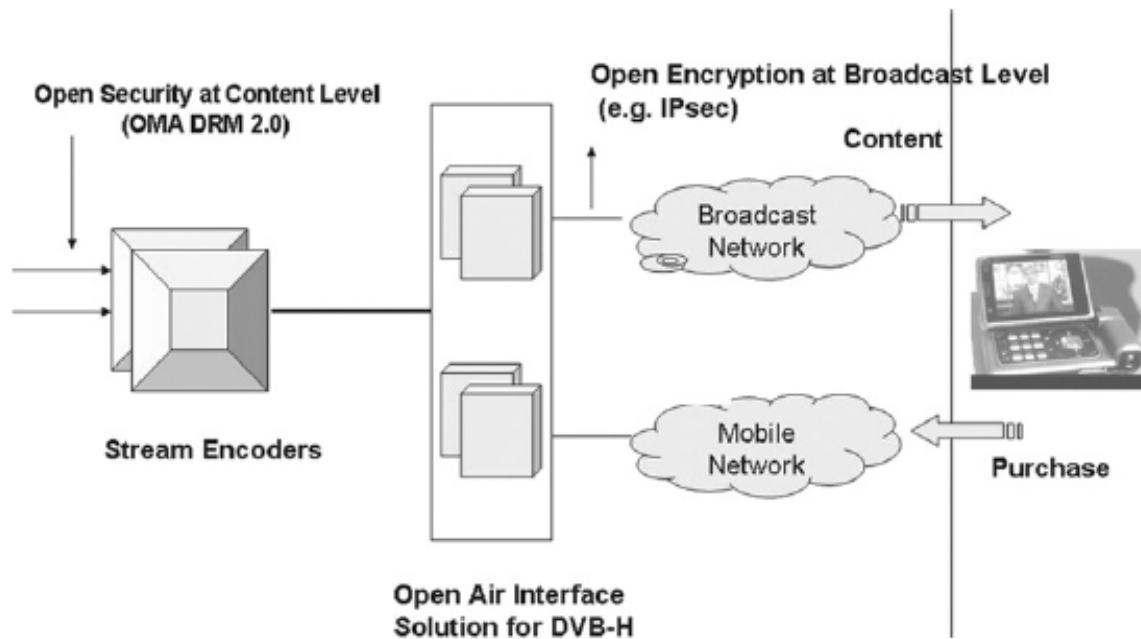 Open Security at Content Level
(OMA DRM 2.0)
Open Encryption at Broadcast Level
(e.g. IPsec)
Content
Broadcast
Network
Stream Encoders
Mobile
Network
Purchase
Open Air Interface
Solution for DVB-H